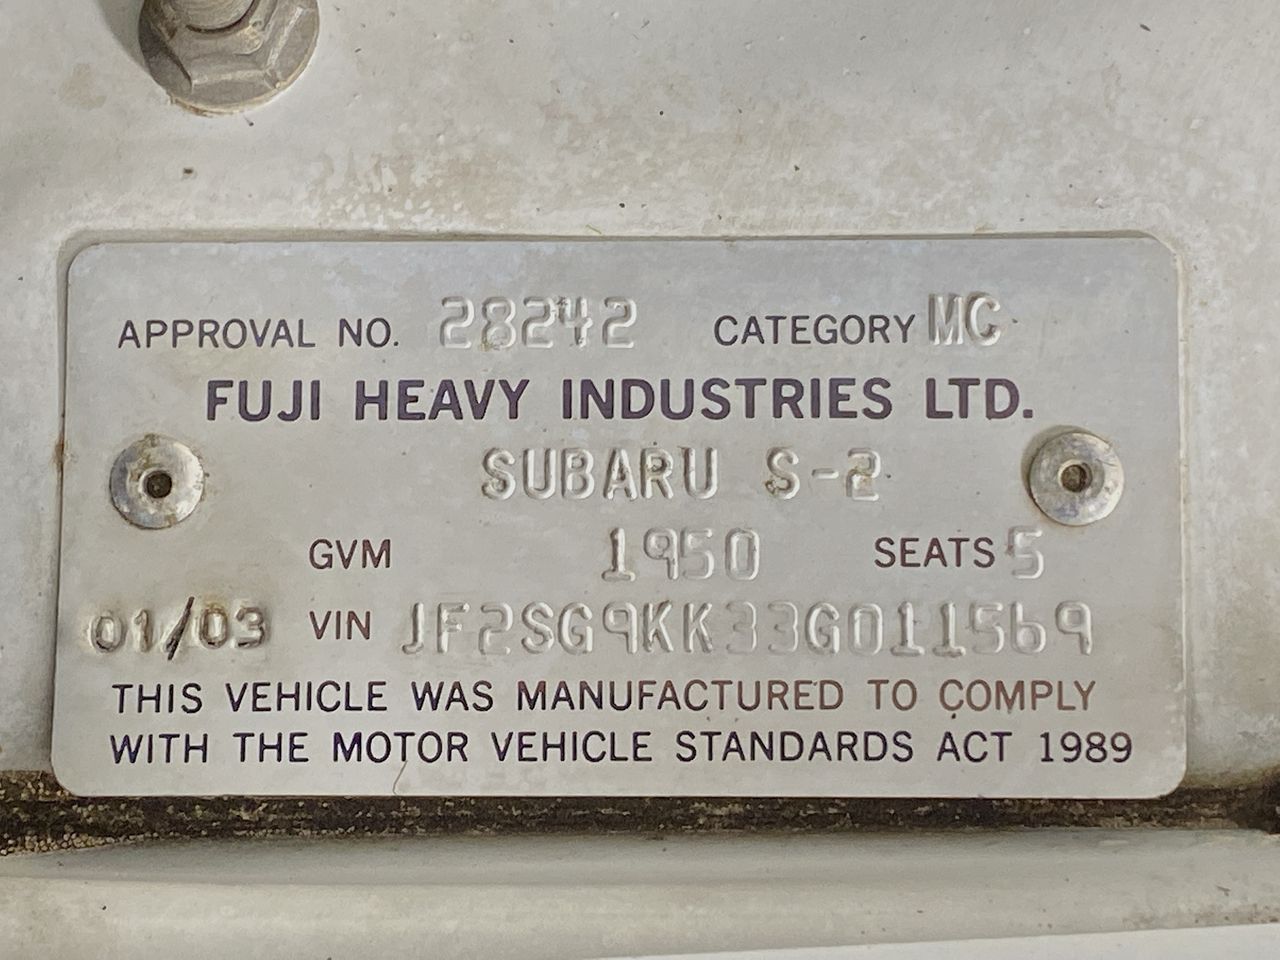 APPROVAL NO. 28242 CATEGORY MC
FUJI HEAVY INDUSTRIES LTD.
SUBARU S-2
GVM 1950 SEATS 5
01/03 VIN JF2SG9KK33G011569
THIS VEHICLE WAS MANUFACTURED TO COMPLY
WITH THE MOTOR VEHICLE STANDARDS ACT 1989